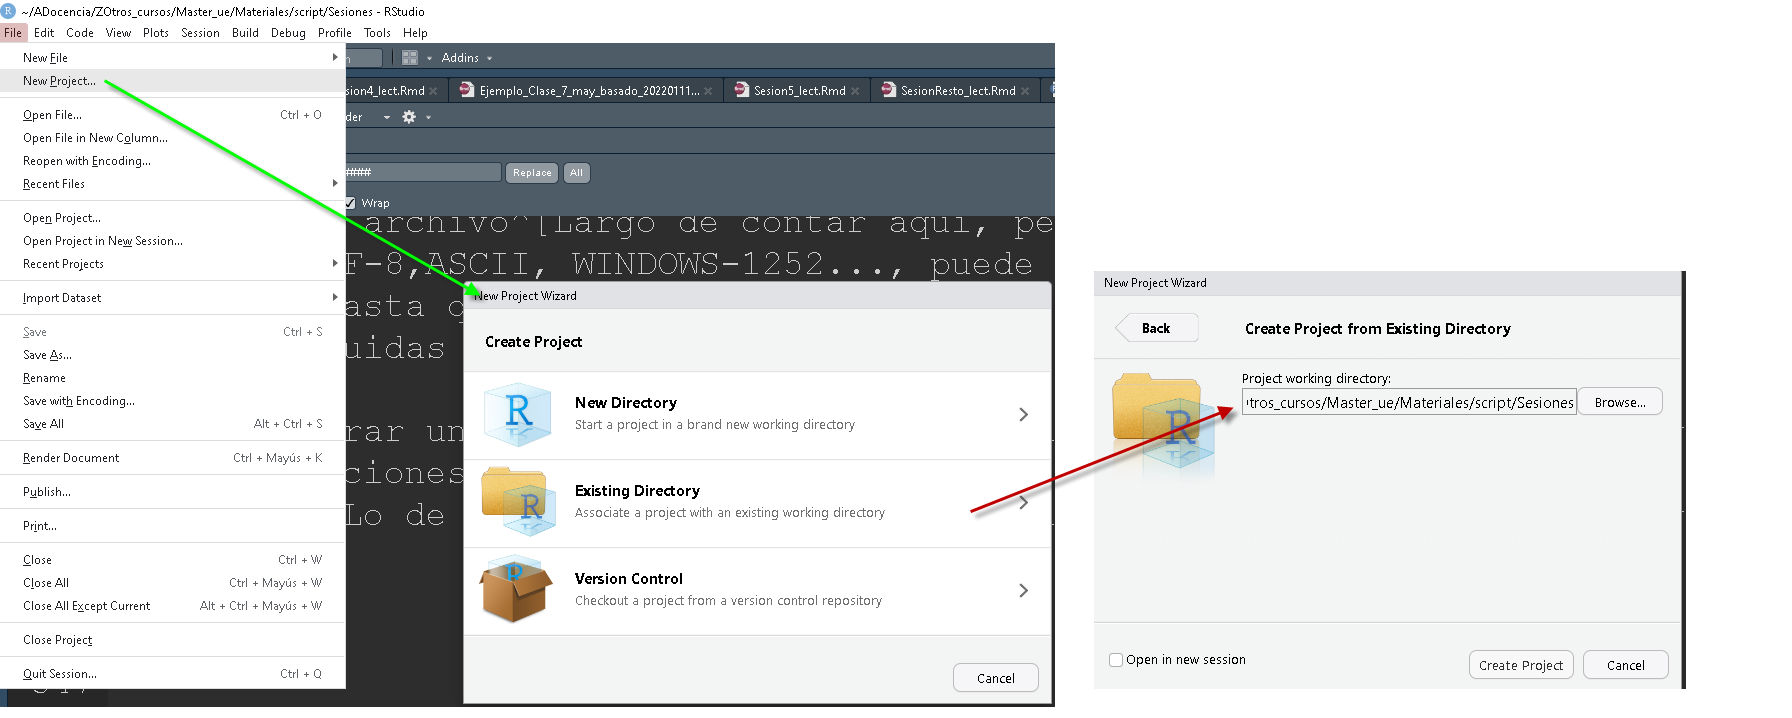 ~/ADocencia/ZOtros_cursos/Master_ue/Materiales/script/Sesiones - RStudio
File Edit Code View Plots Session Build Debug Profile Tools Help
New File
New Project...
Open File... Ctrl + O
Open File in New Column...
Reopen with Encoding...
Recent Files
Open Project...
Open Project in New Session...
Recent Projects
Import Dataset
Save Ctrl + S
Save As...
Rename
Save with Encoding...
Save All Alt + Ctrl + S
Render Document Ctrl + Mayús + K
Publish...
Print...
Close Ctrl + W
Close All Ctrl + Mayús + W
Close All Except Current Alt + Ctrl + Mayús + W
Close Project
Quit Session... Ctrl + Q
Addins
sion4_lect.Rmd Ejemplo_Clase_7_may_basado_20220111... Sesion5_lect.Rmd SesionResto_lect.Rmd
der
#### Replace All
Wrap
archivo^[Largo de contar aquí, pe
F-8,ASCII, WINDOWS-1252..., puede
asta
uidas
rar un
ciones
Lo de
New Project Wizard
Create Project
New Directory
Start a project in a brand new working directory
Existing Directory
Associate a project with an existing working directory
Version Control
Checkout a project from a version control repository
Cancel
New Project Wizard
Back Create Project from Existing Directory
Project working directory:
tros_cursos/Master_ue/Materiales/script/Sesiones Browse...
Open in new session Create Project Cancel